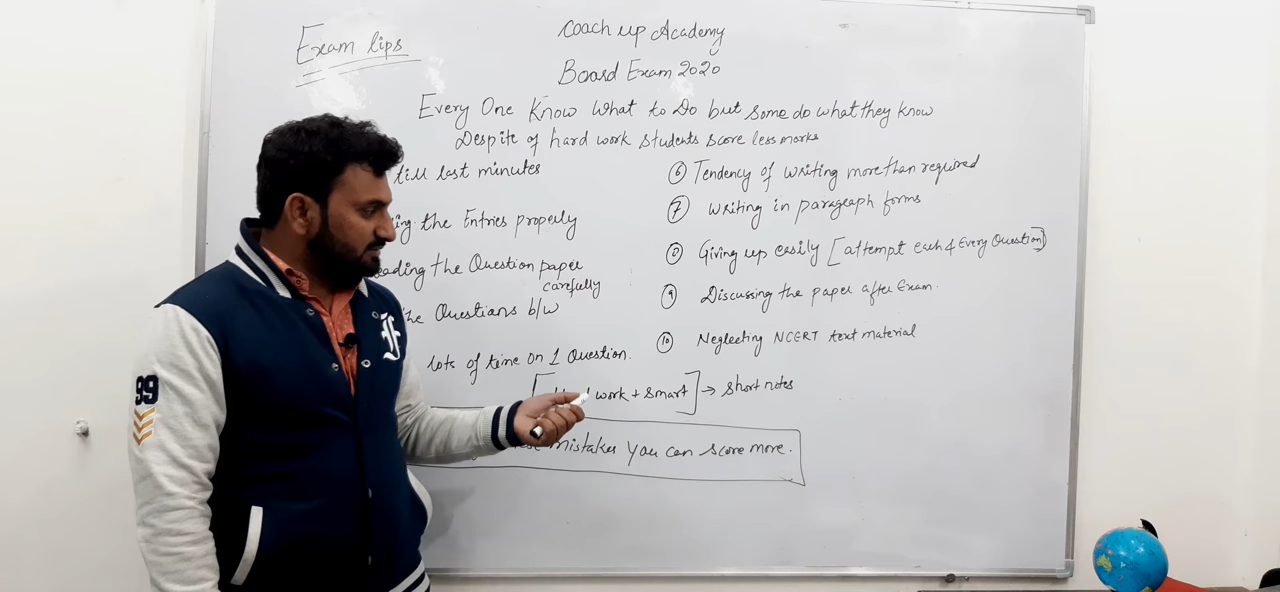 Exam tips
Coach up Academy
Board Exam 2020
Every One Know What to Do but some do what they know
Despite of hard work students score less marks
till last minutes
the Entries properly
the Question paper
carefully
Questions b/w
lots of time on 1 Question.
⑥ Tendency of writing more than required
⑦ Writing in paragraph forms
⑧ Giving up easily [attempt each & Every Question]
⑨ Discussing the paper after Exam.
⑩ Neglecting NCERT text material
work + smart] → short notes
mistakes you can score more.
99
F